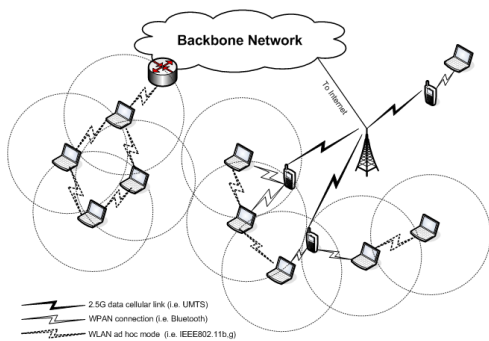 Backbone Network
To Internet
2.5G data cellular link (i.e. UMTS)
WPAN connection (i.e. Bluetooth)
WLAN ad hoc mode (i.e. IEEE802.11b,g)